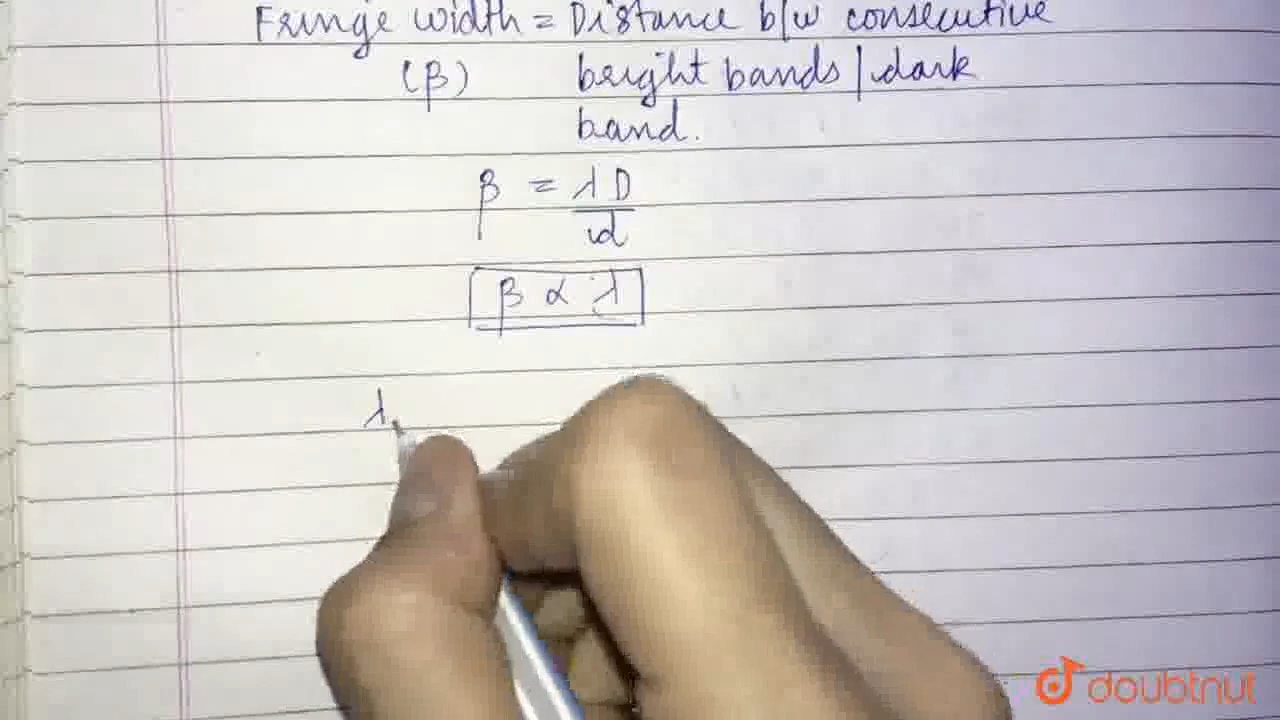 Fringe width = Distance b/w consecutive
(β) bright bands / dark
band.
β = λD
d
β ∝ λ
λ
doubtnut